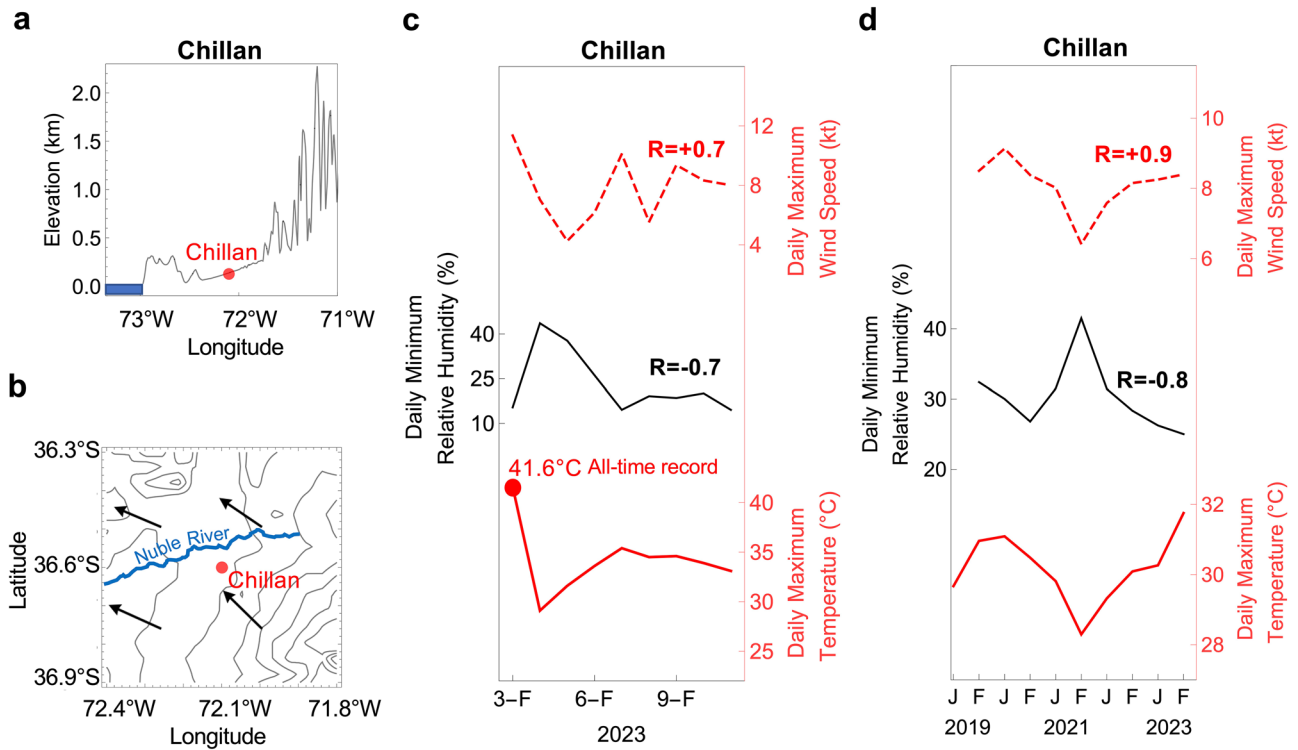 a
Chillan
2.0
1.5
1.0
0.5
0.0
Elevation (km)
Chillan
73°W
72°W
71°W
Longitude
b
36.3°S
36.6°S
36.9°S
Latitude
Nuble River
Chillan
72.4°W
72.1°W
71.8°W
Longitude
c
Chillan
12
8
4
Daily Maximum
Wind Speed (kt)
R=+0.7
40
25
10
Daily Minimum
Relative Humidity (%)
R=-0.7
41.6°C All-time record
40
35
30
25
Daily Maximum
Temperature (°C)
3-F
6-F
9-F
2023
d
Chillan
10
8
6
Daily Maximum
Wind Speed (kt)
R=+0.9
40
30
20
Daily Minimum
Relative Humidity (%)
R=-0.8
32
30
28
Daily Maximum
Temperature (°C)
J F J F J F J F J F
2019 2021 2023